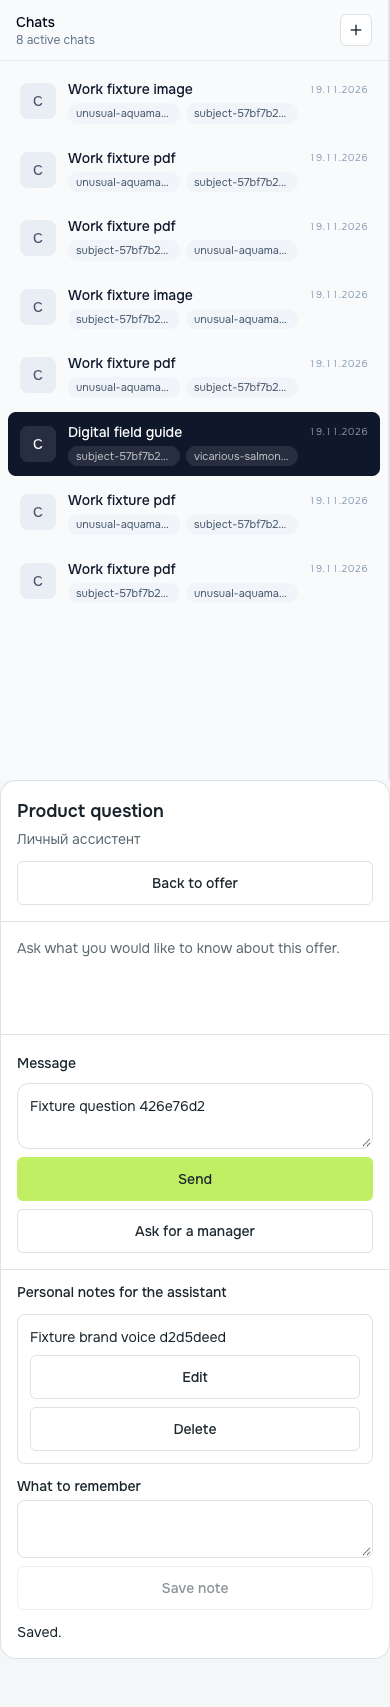 Chats
8 active chats
C
Work fixture image
19.11.2026
unusual-aquama... subject-57bf7b2...
C
Work fixture pdf
19.11.2026
unusual-aquama... subject-57bf7b2...
C
Work fixture pdf
19.11.2026
subject-57bf7b2... unusual-aquama...
C
Work fixture image
19.11.2026
subject-57bf7b2... unusual-aquama...
C
Work fixture pdf
19.11.2026
unusual-aquama... subject-57bf7b2...
C
Digital field guide
19.11.2026
subject-57bf7b2... vicarious-salmon...
C
Work fixture pdf
19.11.2026
unusual-aquama... subject-57bf7b2...
C
Work fixture pdf
19.11.2026
subject-57bf7b2... unusual-aquama...
Product question
Личный ассистент
Back to offer
Ask what you would like to know about this offer.
Message
Fixture question 426e76d2
Send
Ask for a manager
Personal notes for the assistant
Fixture brand voice d2d5deed
Edit
Delete
What to remember
Save note
Saved.